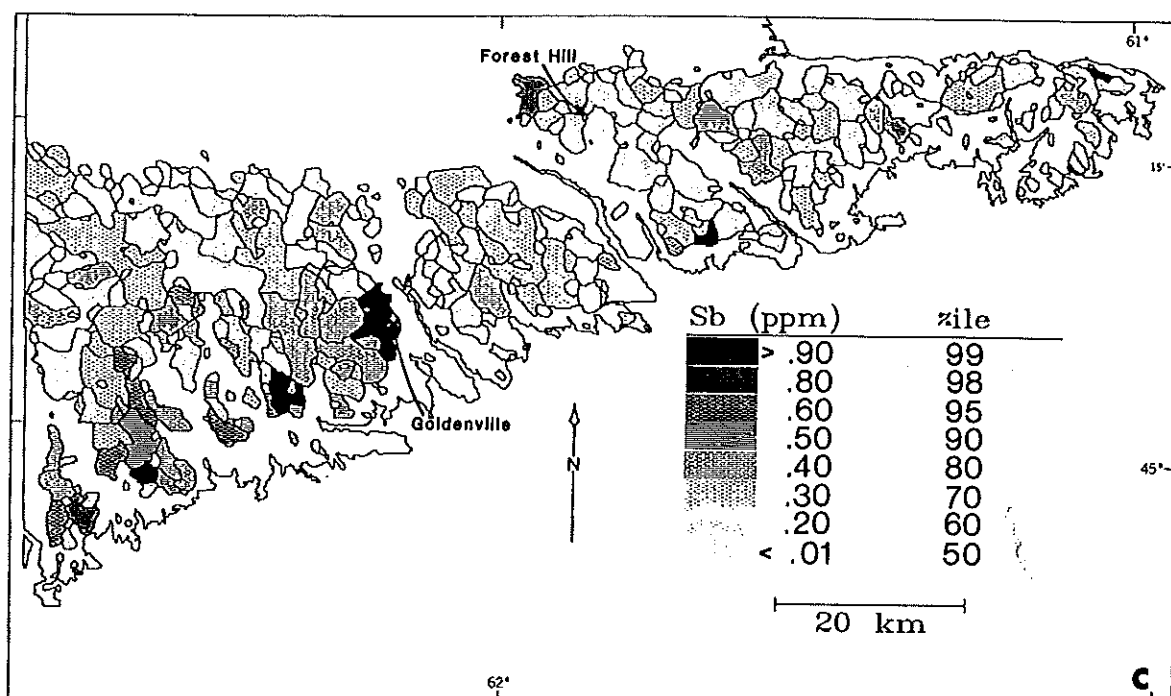 61°
Forest Hill
15'
Sb (ppm) %ile
> .90 99
.80 98
.60 95
.50 90
.40 80
.30 70
.20 60
< .01 50
Goldenville
N
45°
20 km
62°
C